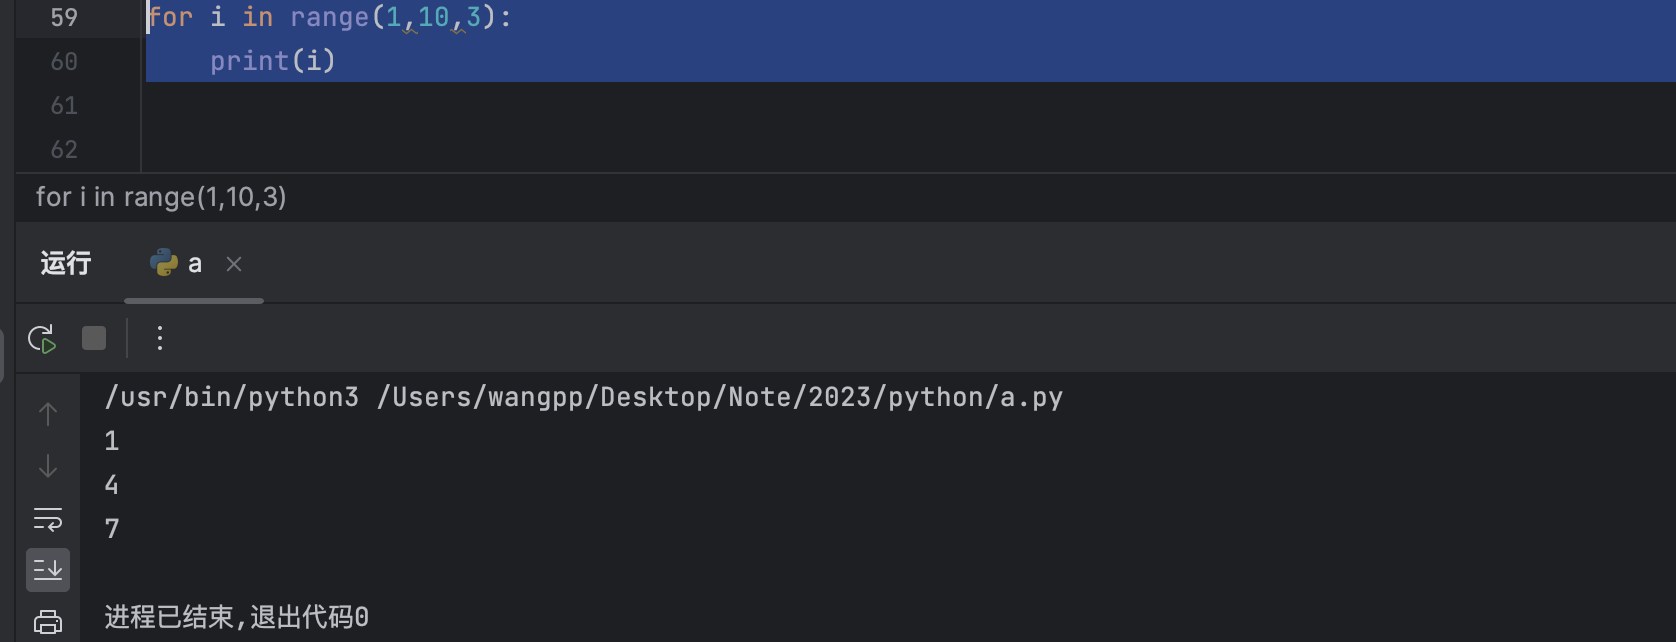 59 for i in range(1,10,3):
60 print(i)
61
62
for i in range(1,10,3)
运行 a
/usr/bin/python3 /Users/wangpp/Desktop/Note/2023/python/a.py
1
4
7
进程已结束,退出代码0